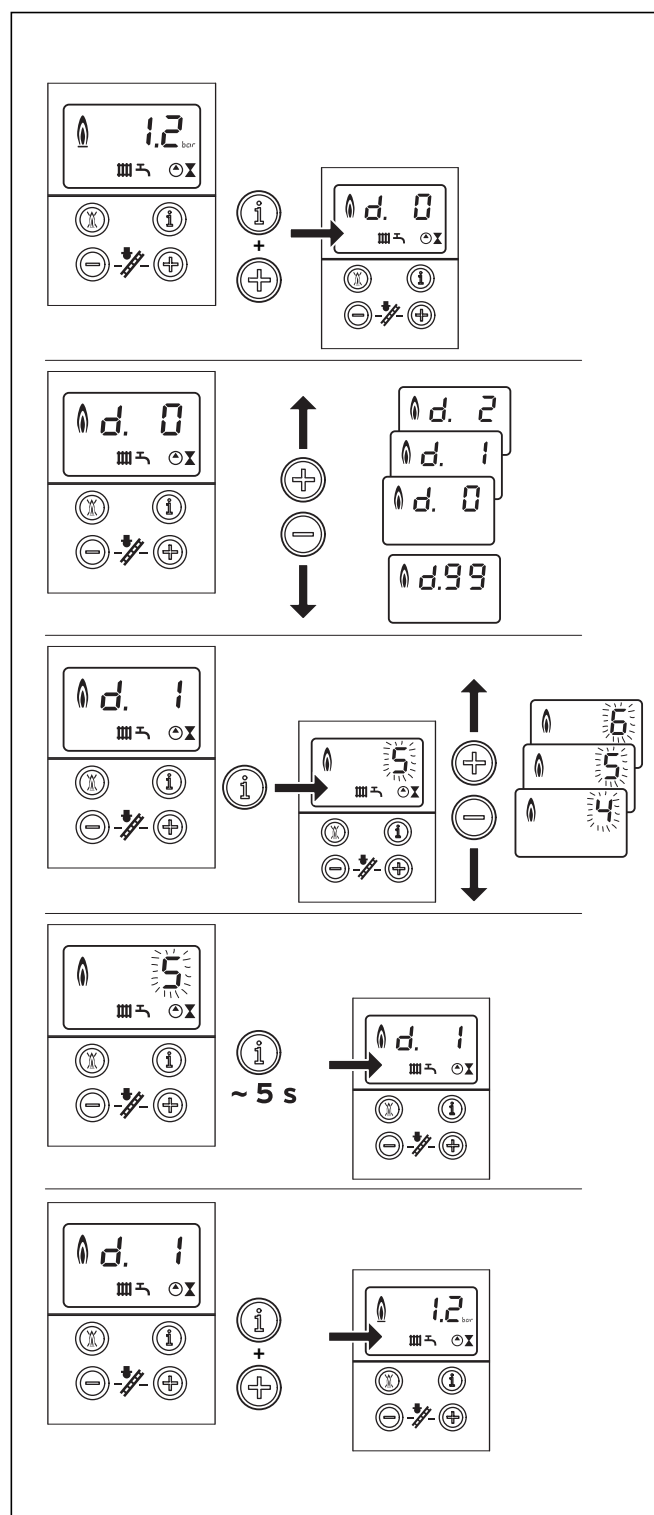 1.2 bar
i
i
+
+
d. 0
i
+
d. 0
i
+
+
d. 2
d. 1
d. 0
d.99
d. 1
i
+
i
5
i
+
+
6
5
4
5
i
+
i
~ 5 s
d. 1
i
+
d. 1
i
+
i
+
+
1.2 bar
i
+